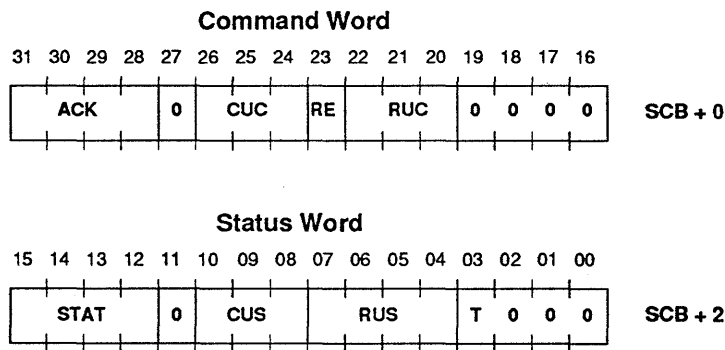 Command Word
31 30 29 28 27 26 25 24 23 22 21 20 19 18 17 16
ACK 0 CUC RE RUC 0 0 0 0 SCB + 0
Status Word
15 14 13 12 11 10 09 08 07 06 05 04 03 02 01 00
STAT 0 CUS RUS T 0 0 0 SCB + 2